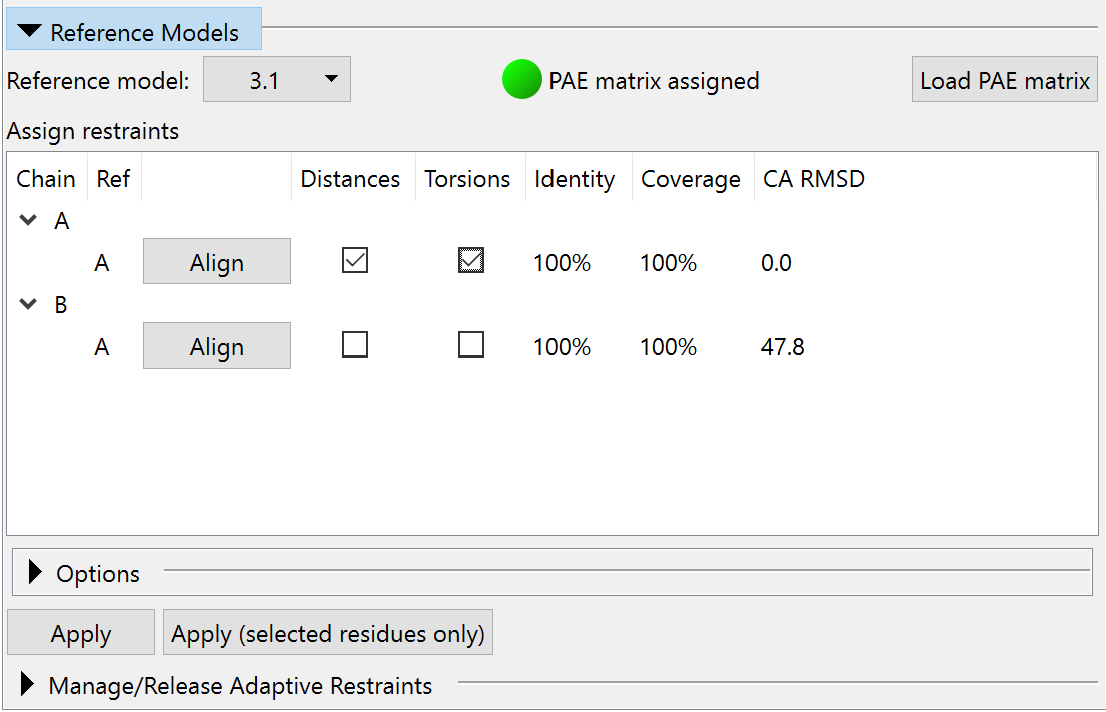 Reference Models
Reference model: 3.1 PAE matrix assigned Load PAE matrix
Assign restraints
Chain Ref Distances Torsions Identity Coverage CA RMSD
A
A Align 100% 100% 0.0
B
A Align 100% 100% 47.8
Options
Apply Apply (selected residues only)
Manage/Release Adaptive Restraints